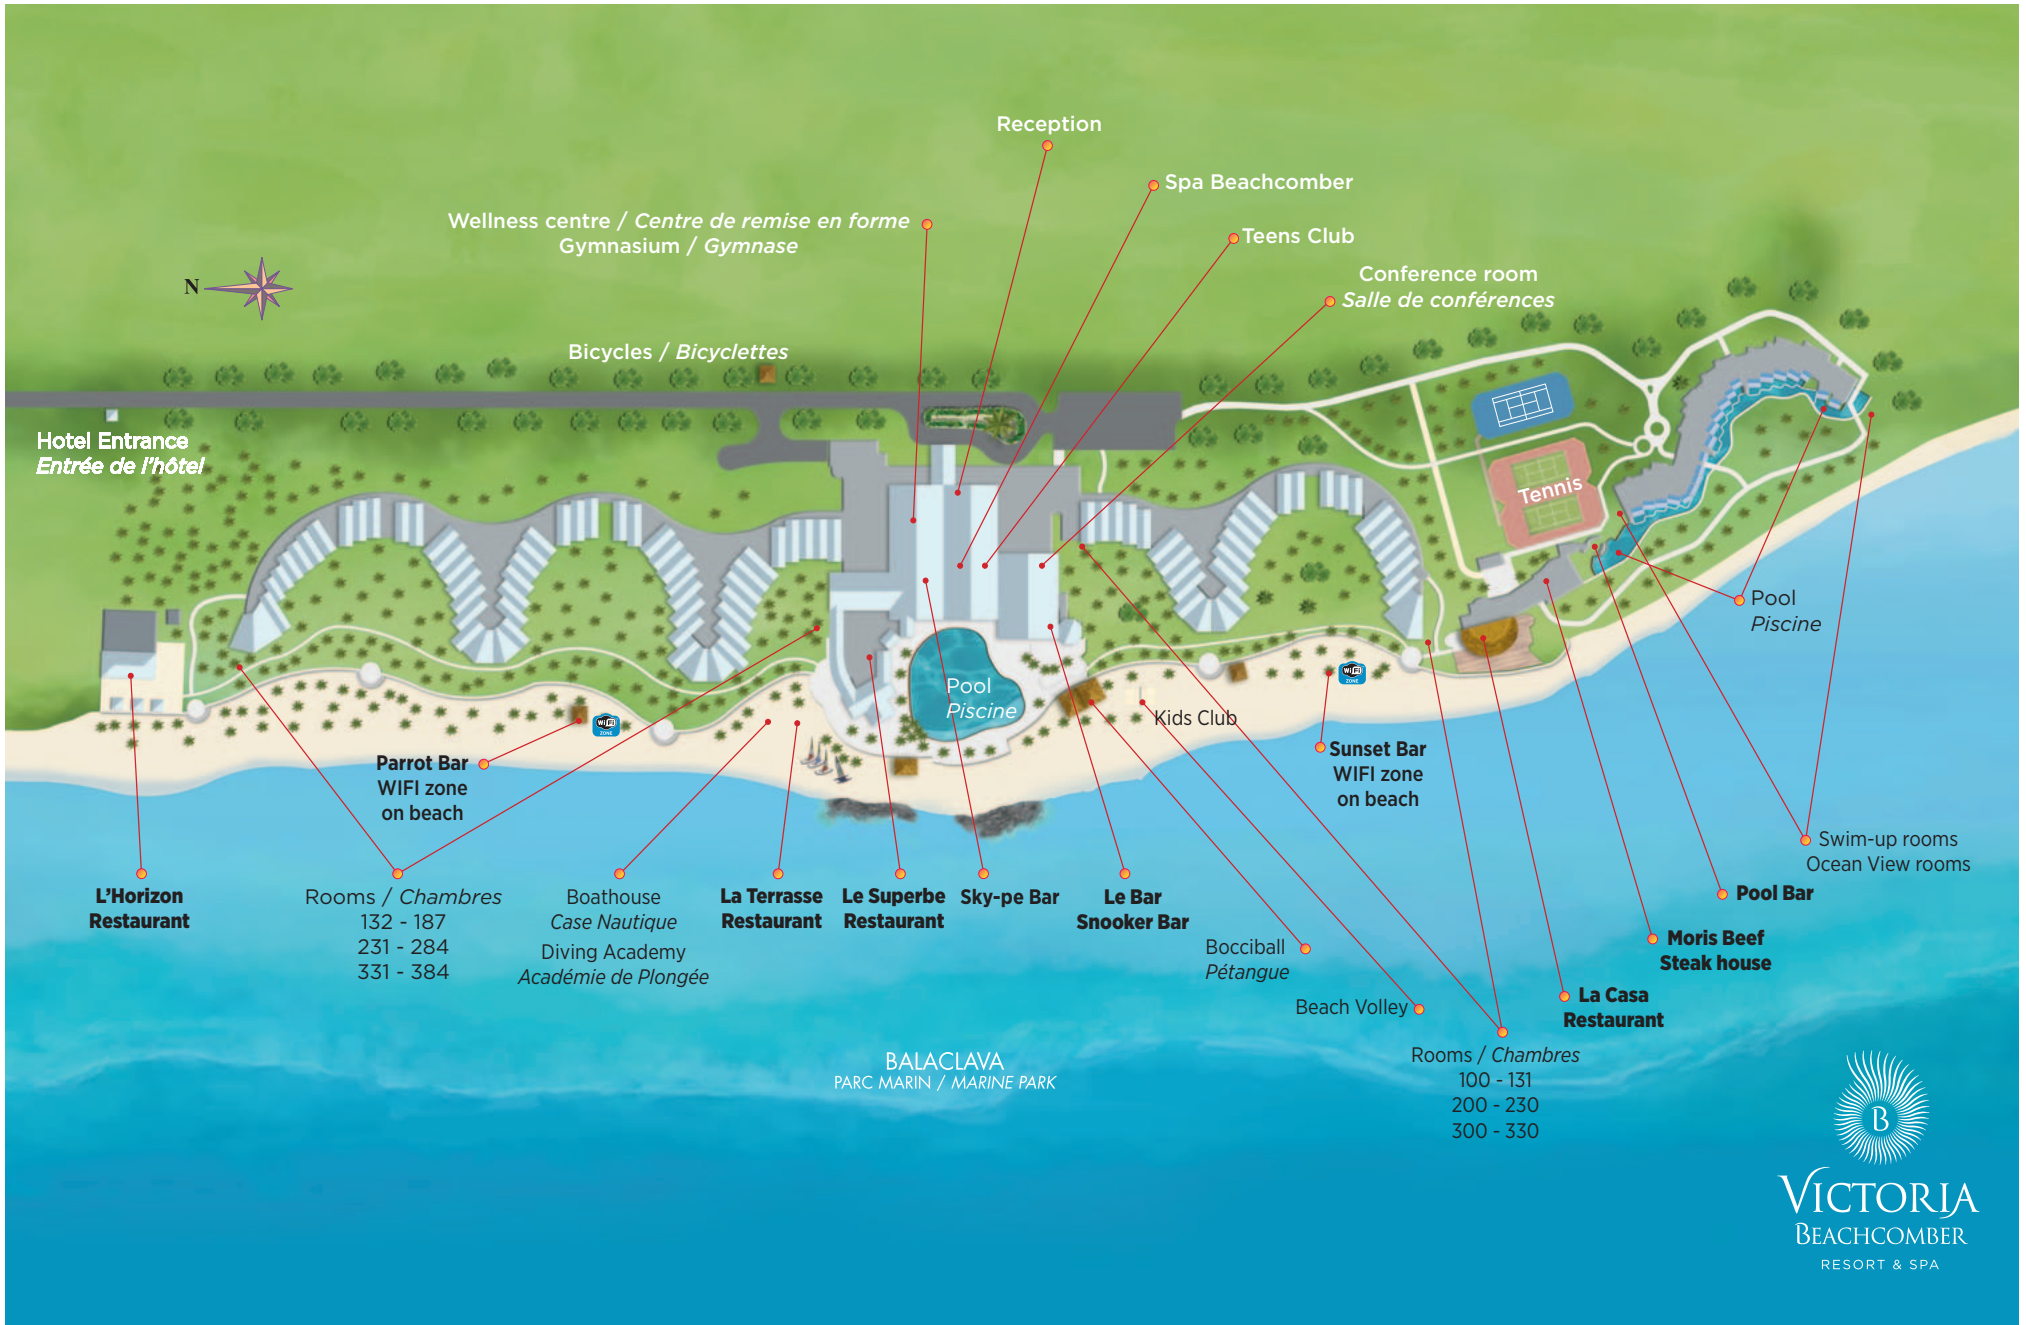 Reception
Spa Beachcomber
Wellness centre / Centre de remise en forme
Gymnasium / Gymnase
Teens Club
Conference room
Salle de conférences
N
Bicycles / Bicyclettes
Hotel Entrance
Entrée de l'hôtel
Tennis
Pool
Piscine
Pool
Piscine
Kids Club
WiFi
ZONE
WiFi
ZONE
Parrot Bar
WIFI zone
on beach
Sunset Bar
WIFI zone
on beach
Swim-up rooms
Ocean View rooms
L'Horizon
Restaurant
Rooms / Chambres
132 - 187
231 - 284
331 - 384
Boathouse
Case Nautique
Diving Academy
Académie de Plongée
La Terrasse
Restaurant
Le Superbe
Restaurant
Sky-pe Bar
Le Bar
Snooker Bar
Pool Bar
Bocciball
Pétangue
Moris Beef
Steak house
Beach Volley
La Casa
Restaurant
Rooms / Chambres
100 - 131
200 - 230
300 - 330
BALACLAVA
PARC MARIN / MARINE PARK
B
VICTORIA
BEACHCOMBER
RESORT & SPA